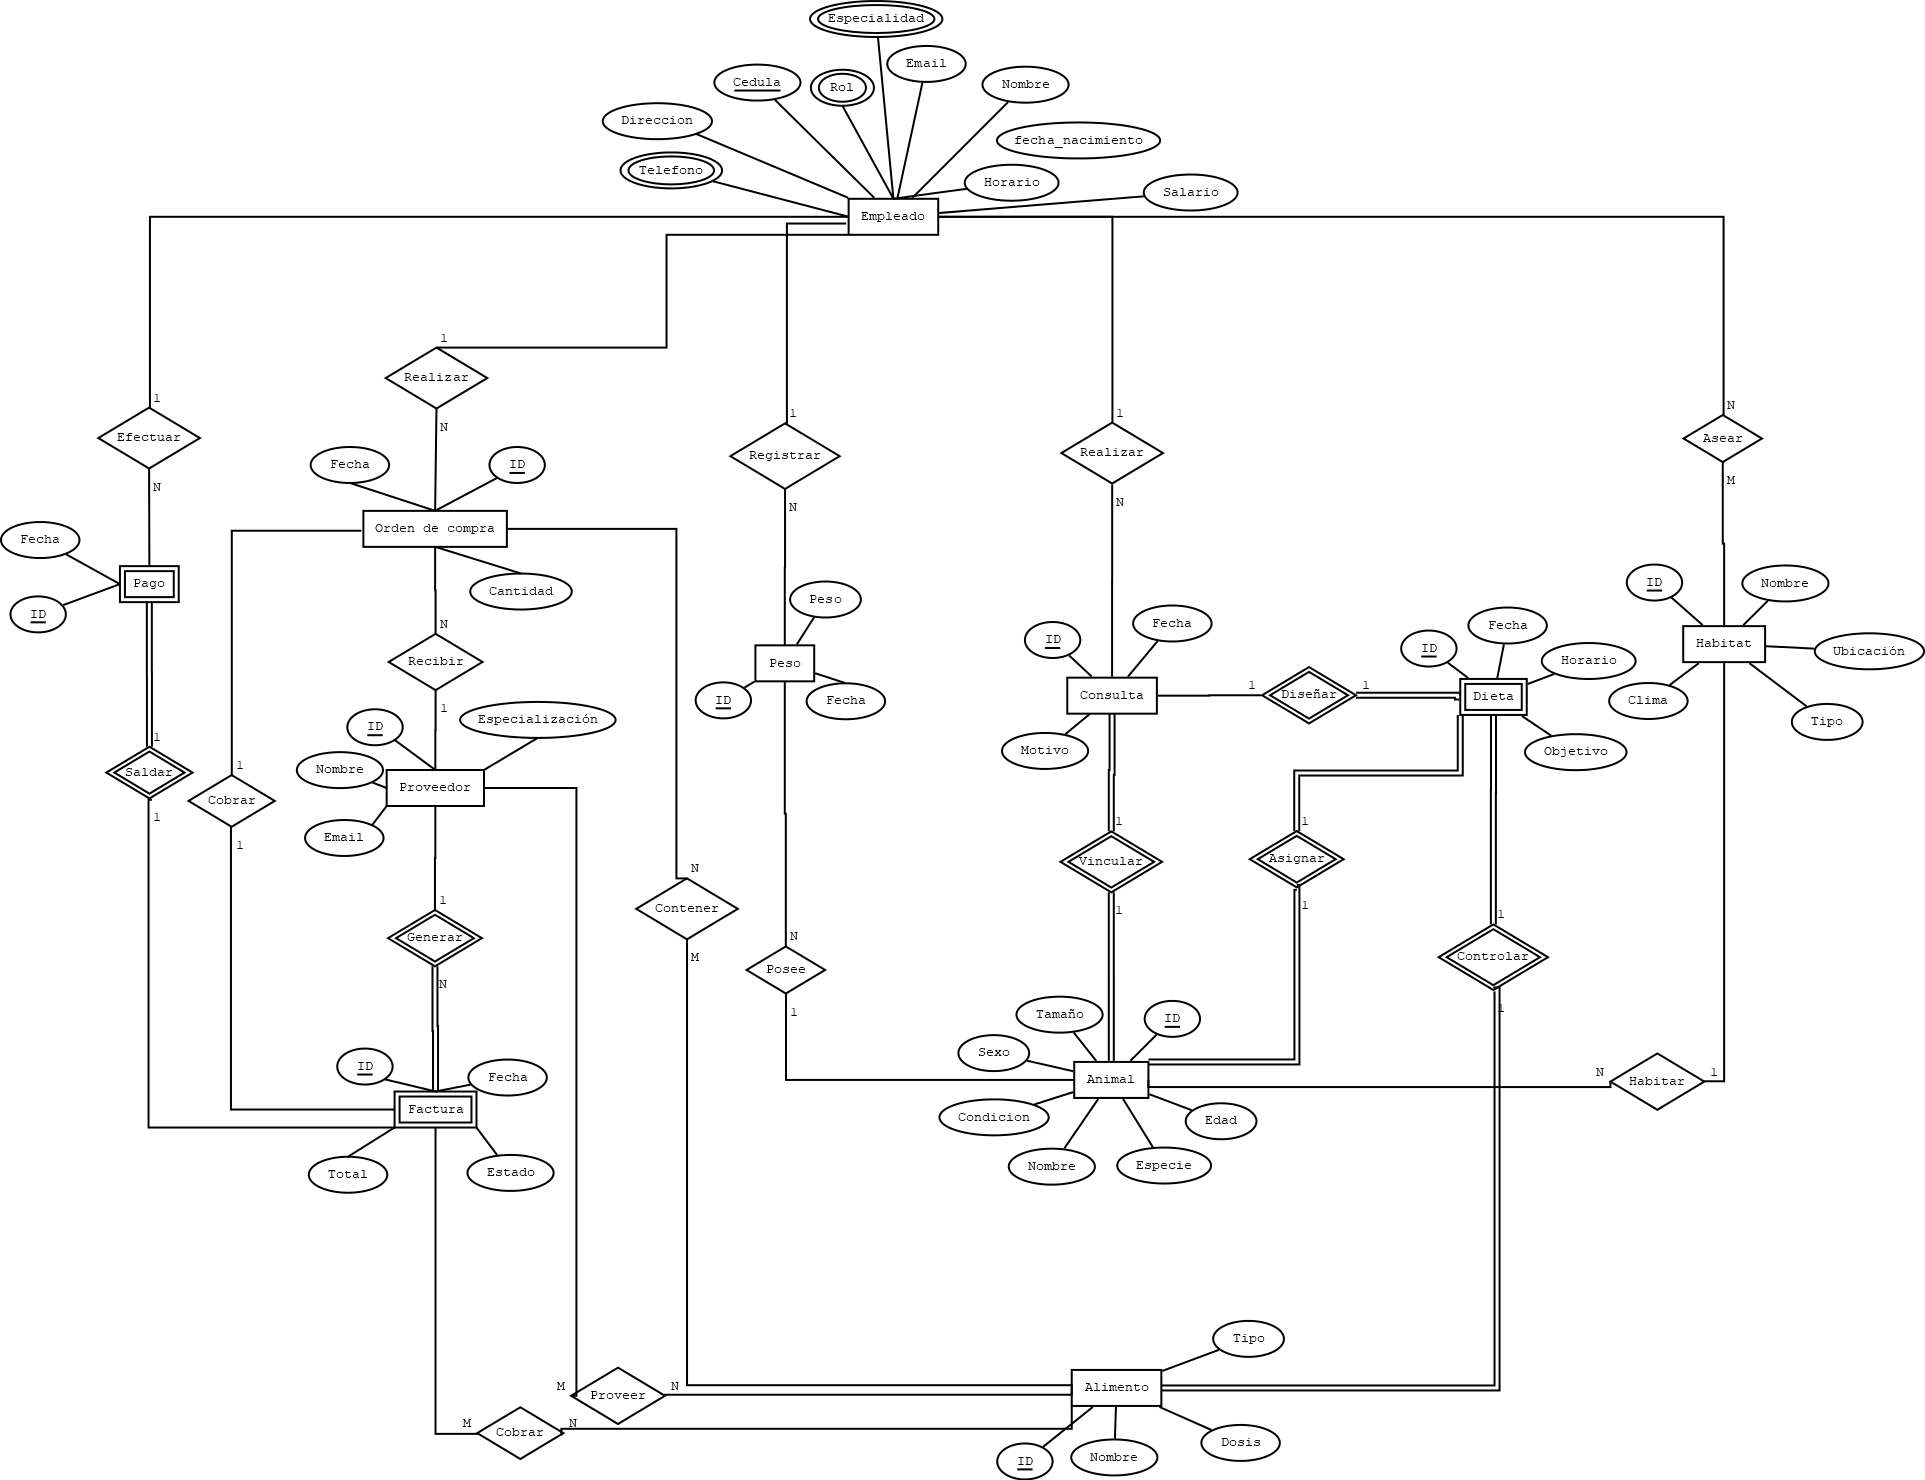 Especialidad
Email
Cedula
Rol
Nombre
Direccion
fecha_nacimiento
Telefono
Horario
Salario
Empleado
1
Realizar
1
Efectuar
N
N
1
Registrar
N
1
Realizar
N
N
Asear
M
Fecha
ID
Orden de compra
Cantidad
Fecha
Pago
ID
Peso
Peso
ID
Fecha
N
Recibir
1
ID
Especialización
Nombre
Proveedor
Email
ID
Fecha
Consulta
Motivo
1
Diseñar
1
ID
Fecha
Horario
Dieta
Objetivo
ID
Nombre
Habitat
Ubicación
Clima
Tipo
1
Saldar
1
1
Cobrar
1
1
Vincular
1
1
Asignar
1
N
Contener
M
1
Generar
N
N
Posee
1
1
Controlar
1
Tamaño
ID
Sexo
Animal
Condicion
Edad
Nombre
Especie
N
Habitar
1
ID
Fecha
Factura
Total
Estado
M
Proveer
N
M
Cobrar
N
Tipo
Alimento
Dosis
ID
Nombre